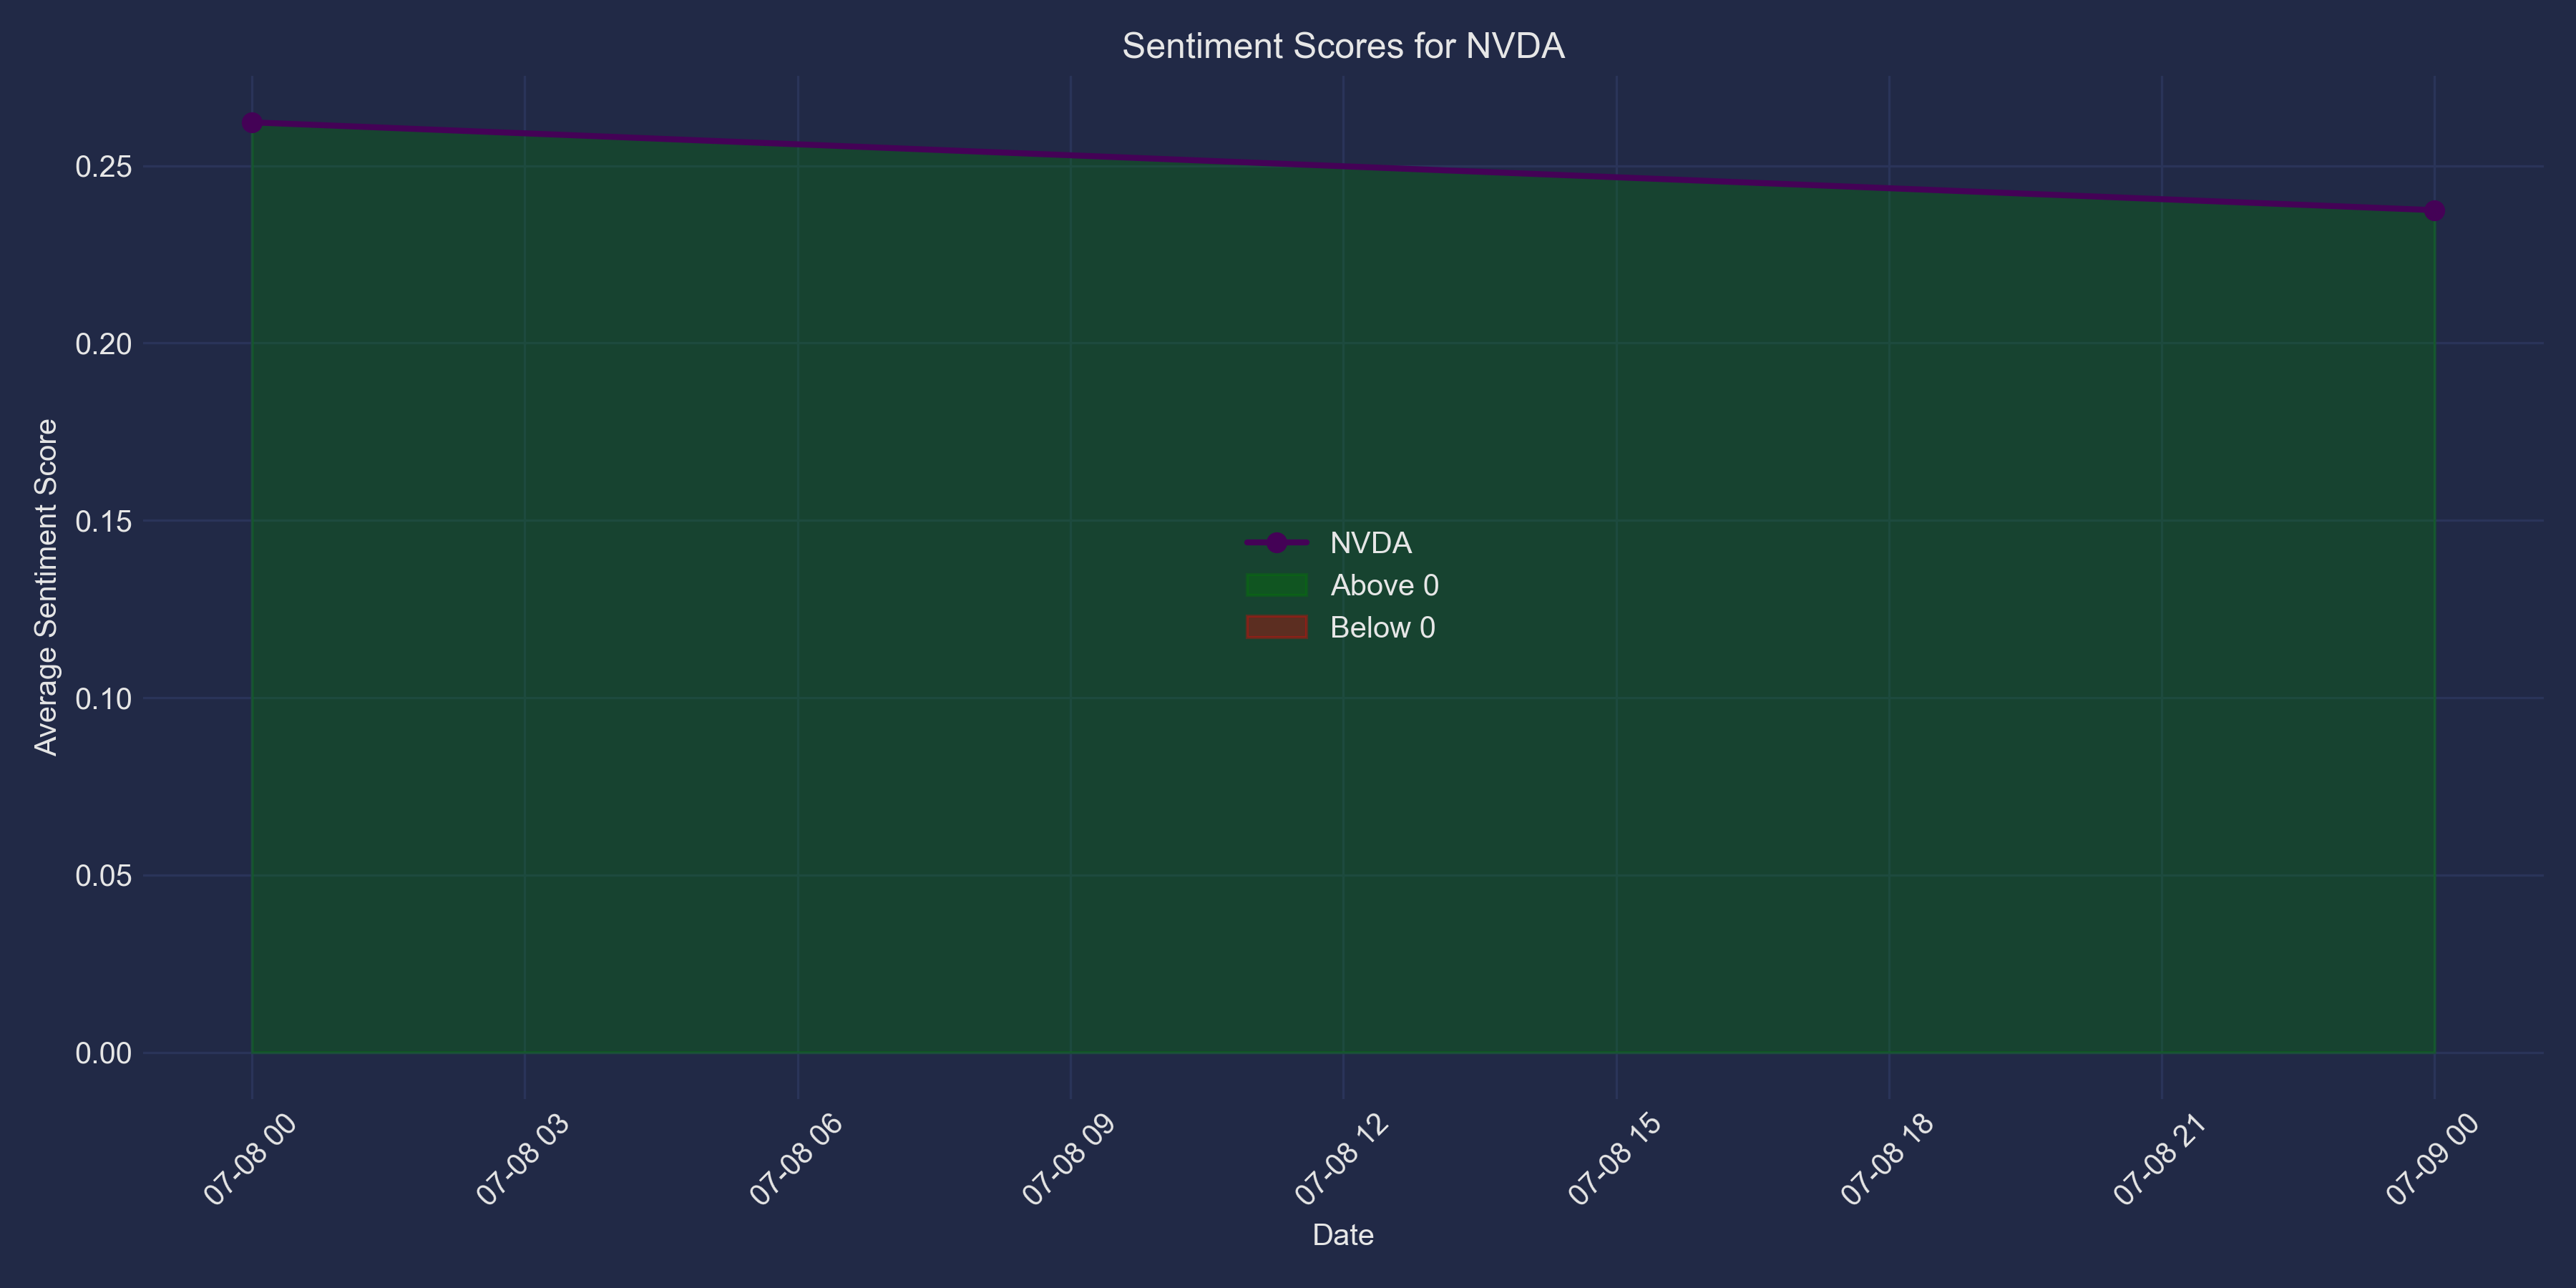 Sentiment Scores for NVDA
Average Sentiment Score
0.25
0.20
0.15
0.10
0.05
0.00
NVDA
Above 0
Below 0
07-08 00
07-08 03
07-08 06
07-08 09
07-08 12
07-08 15
07-08 18
07-08 21
07-09 00
Date